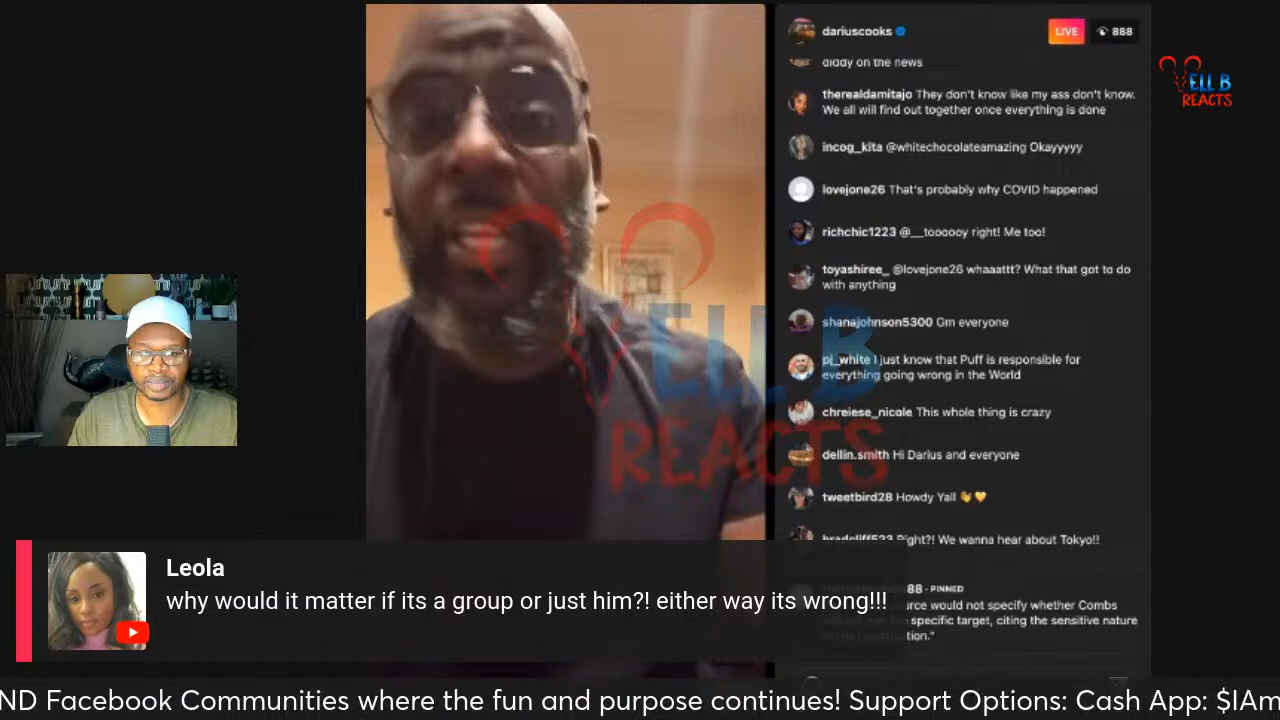 dariuscooks
LIVE
888
diddy on the news
therealdamitajo They don't know like my ass don't know.
We all will find out together once everything is done
incog_kita @whitechocolateamazing Okayyyyy
lovejone26 That's probably why COVID happened
richchic1223 @__toooooy right! Me too!
toyashiree_ @lovejone26 whaaattt? What that got to do
with anything
shanajohnson5300 Gm everyone
pj_white I just know that Puff is responsible for
everything going wrong in the World
chreiese_nicole This whole thing is crazy
dellin.smith Hi Darius and everyone
tweetbird28 Howdy Yall 👋💛
bradcliff523 Right?! We wanna hear about Tokyo!!
88 - PINNED
urce would not specify whether Combs
specific target, citing the sensitive nature
tion."
VELL B
REACTS
VELL B
REACTS
Leola
why would it matter if its a group or just him?! either way its wrong!!!
ND Facebook Communities where the fun and purpose continues! Support Options: Cash App: $IAm